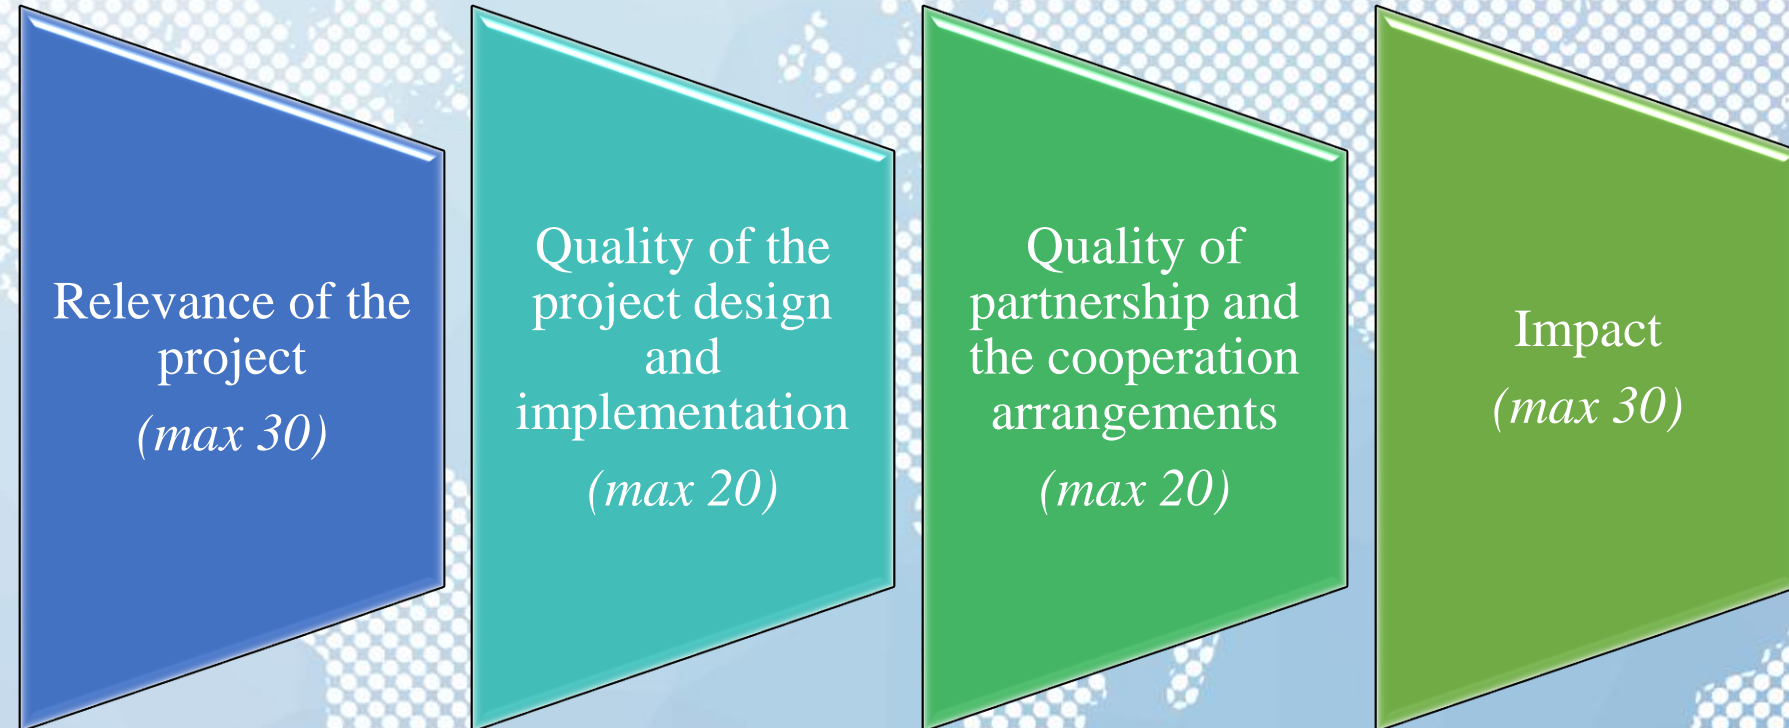 Relevance of the
project
(max 30)
Quality of the
project design
and
implementation
(max 20)
Quality of
partnership and
the cooperation
arrangements
(max 20)
Impact
(max 30)